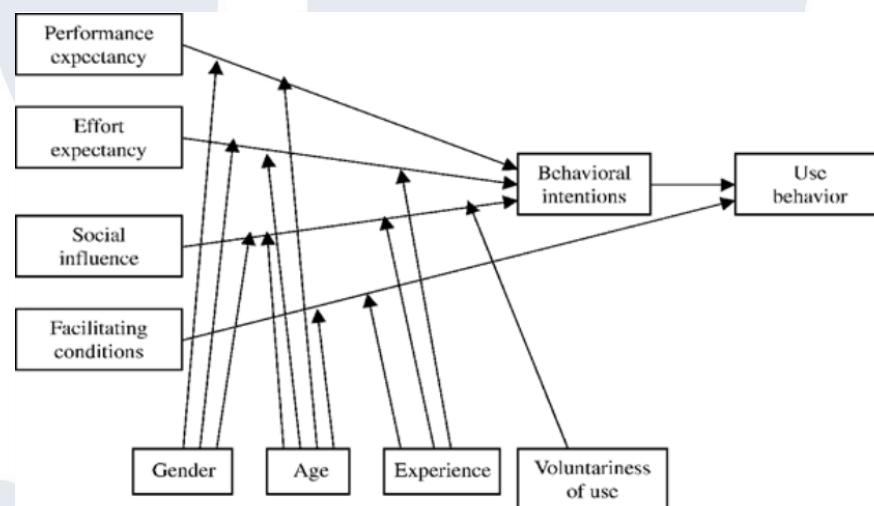 Performance
expectancy
Effort
expectancy
Social
influence
Facilitating
conditions
Behavioral
intentions
Use
behavior
Gender
Age
Experience
Voluntariness
of use